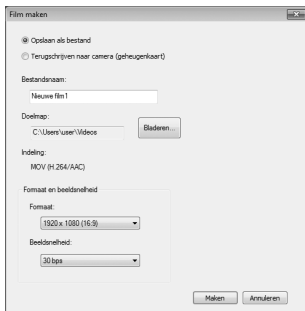 Film maken
Opslaan als bestand
Terugschrijven naar camera (geheugenkaart)
Bestandsnaam:
Nieuwe film1
Doelmap:
C:\Users\user\Videos
Bladeren...
Indeling:
MOV (H.264/AAC)
Formaat en beeldsnelheid
Formaat:
1920 x 1080 (16:9)
Beeldsnelheid:
30 bps
Maken
Annuleren